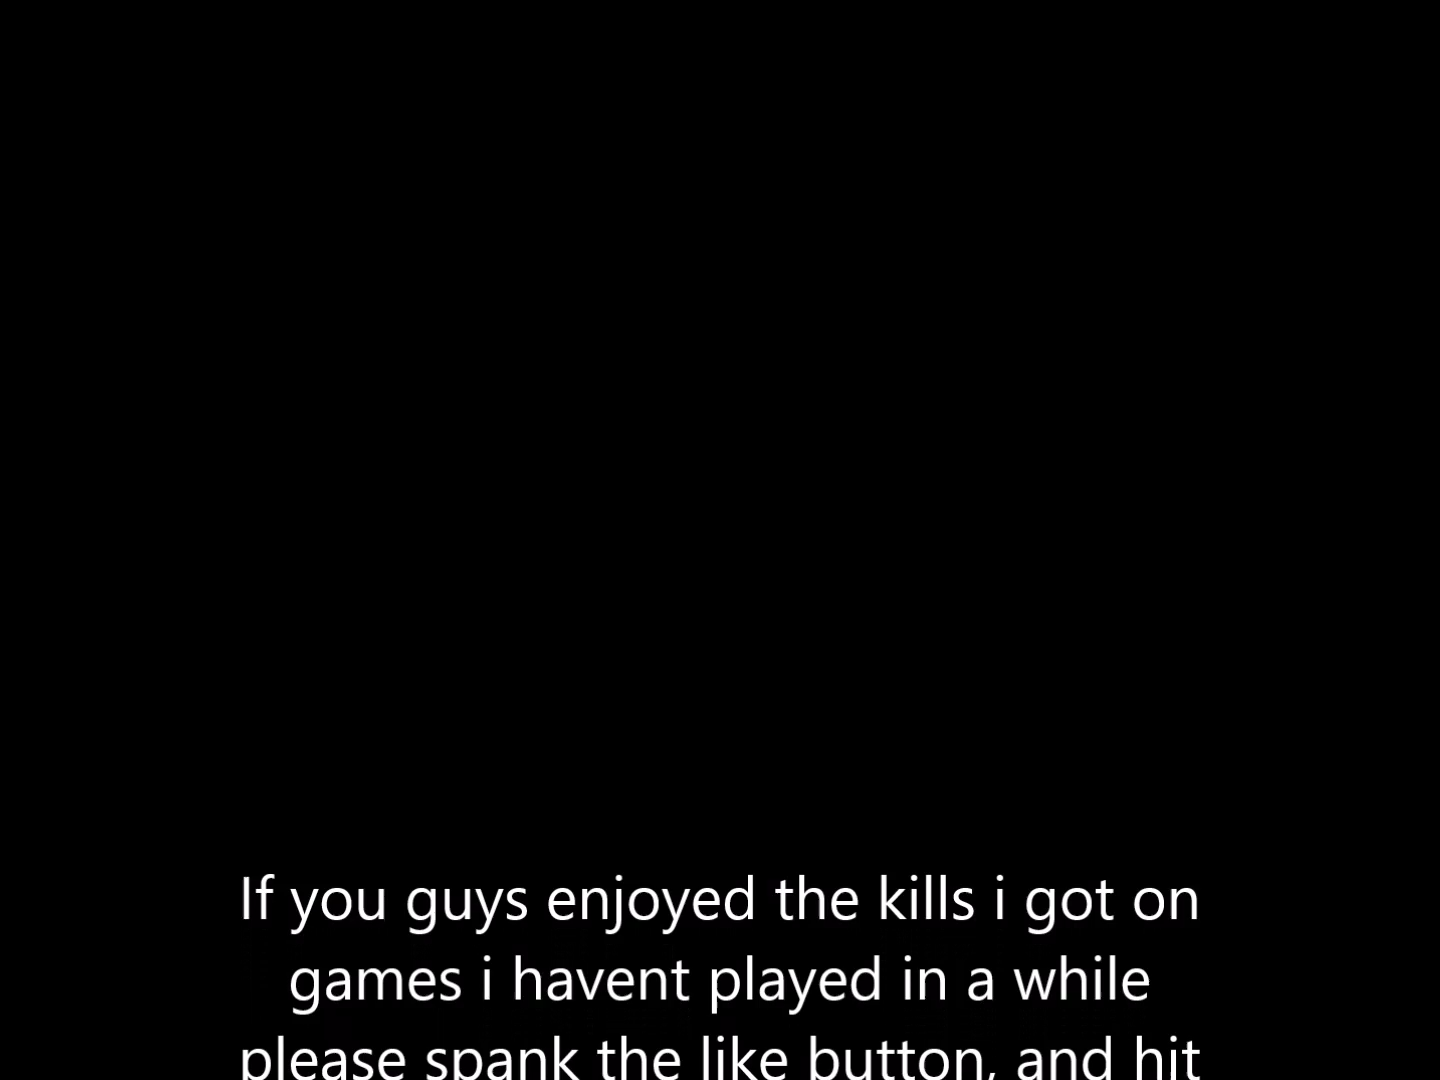 If you guys enjoyed the kills i got on
games i havent played in a while
please spank the like button, and hit